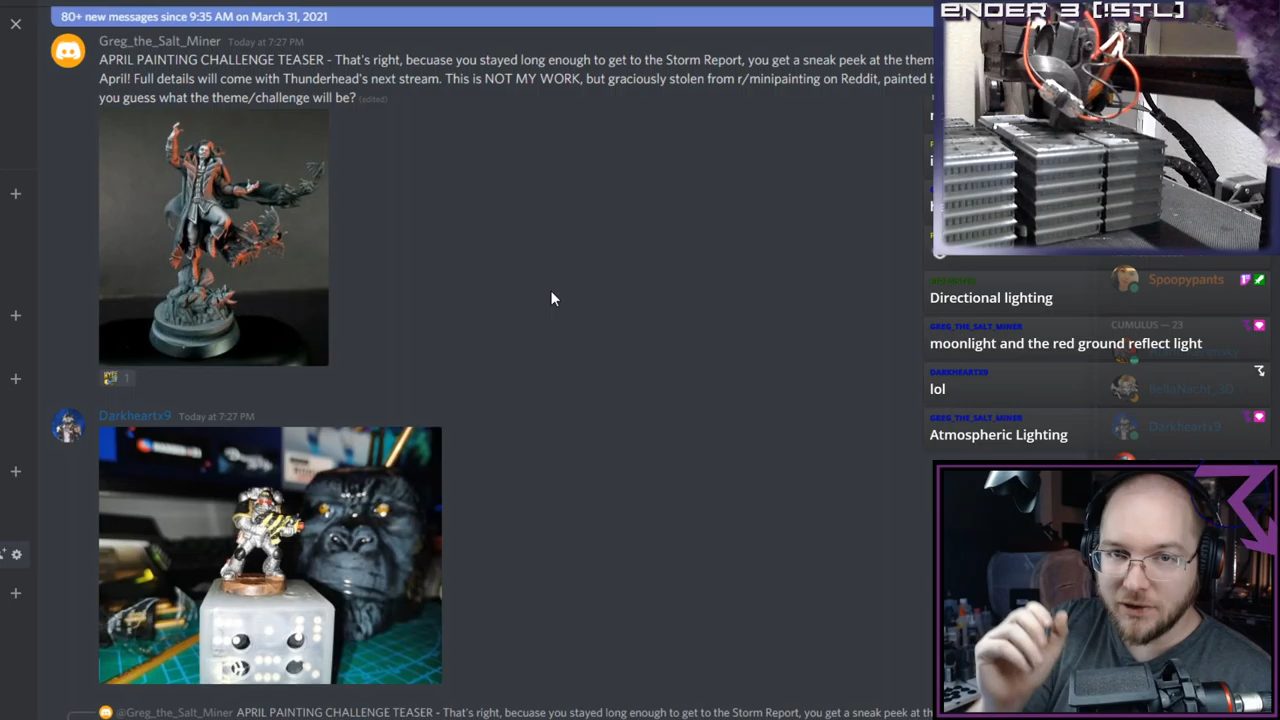 80+ new messages since 9:35 AM on March 31, 2021
Greg_the_Salt_Miner Today at 7:27 PM
APRIL PAINTING CHALLENGE TEASER - That's right, becuase you stayed long enough to get to the Storm Report, you get a sneak peek at the them
April! Full details will come with Thunderhead's next stream. This is NOT MY WORK, but graciously stolen from r/minipainting on Reddit, painted b
you guess what the theme/challenge will be? (edited)
1
Darkheartx9 Today at 7:27 PM
@Greg_the_Salt_Miner APRIL PAINTING CHALLENGE TEASER - That's right, becuase you stayed long enough to get to the Storm Report, you get a sneak peek at the th
ENDER 3 [!STL]
Spoopypants
Directional lighting
GREG_THE_SALT_MINER
CUMULUS — 23
moonlight and the red ground reflect light
DARKHEARTX9
lol
BellaNacht_3D
GREG_THE_SALT_MINER
Darkheartx9
Atmospheric Lighting